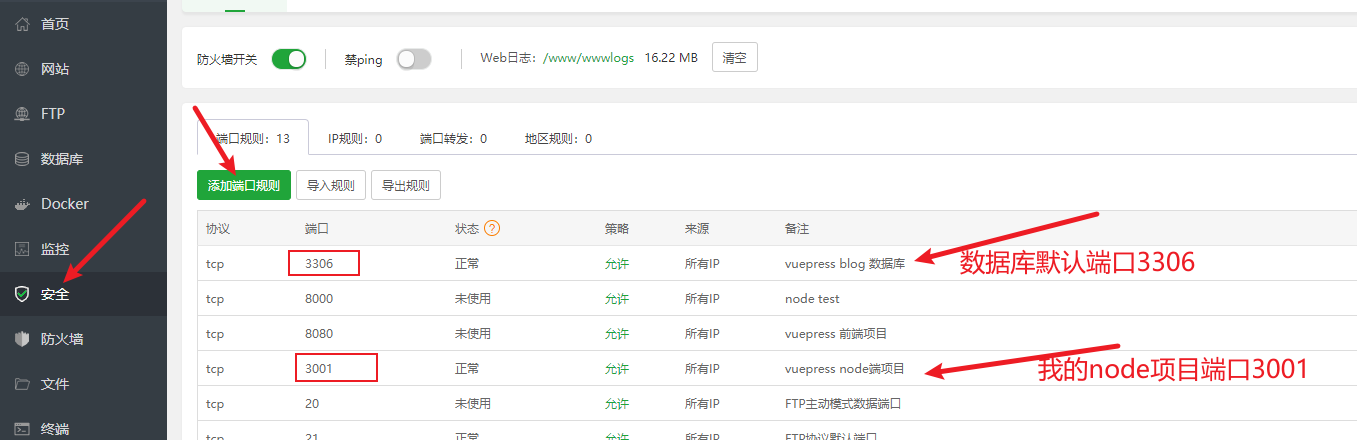 首页
网站
FTP
数据库
Docker
监控
安全
防火墙
文件
终端
防火墙开关 禁ping Web日志: /www/wwwlogs 16.22 MB 清空
端口规则: 13 IP规则: 0 端口转发: 0 地区规则: 0
添加端口规则 导入规则 导出规则
协议 端口 状态 ? 策略 来源 备注
tcp 3306 正常 允许 所有IP vuepress blog 数据库
数据库默认端口3306
tcp 8000 未使用 允许 所有IP node test
tcp 8080 未使用 允许 所有IP vuepress 前端项目
tcp 3001 正常 允许 所有IP vuepress node端项目
我的node项目端口3001
tcp 20 未使用 允许 所有IP FTP主动模式数据端口
tcp 21 正常 允许 所有IP FTP协议默认端口